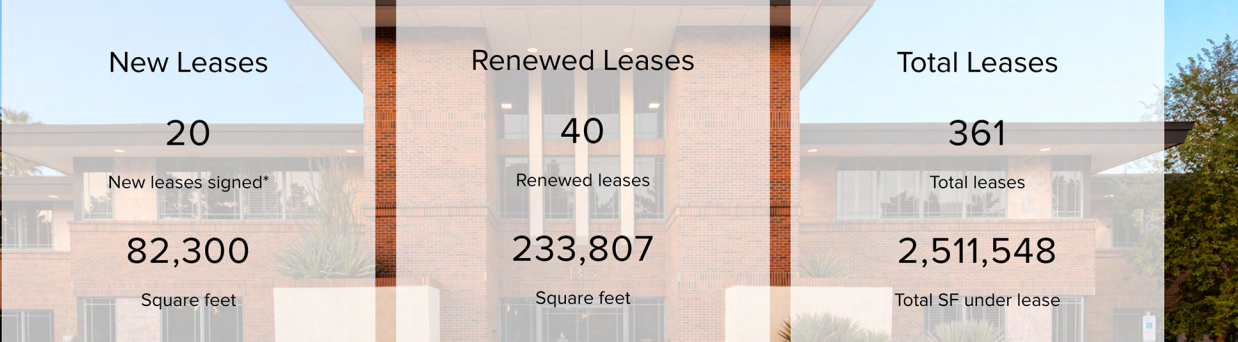 New Leases
20
New leases signed*
82,300
Square feet
Renewed Leases
40
Renewed leases
233,807
Square feet
Total Leases
361
Total leases
2,511,548
Total SF under lease